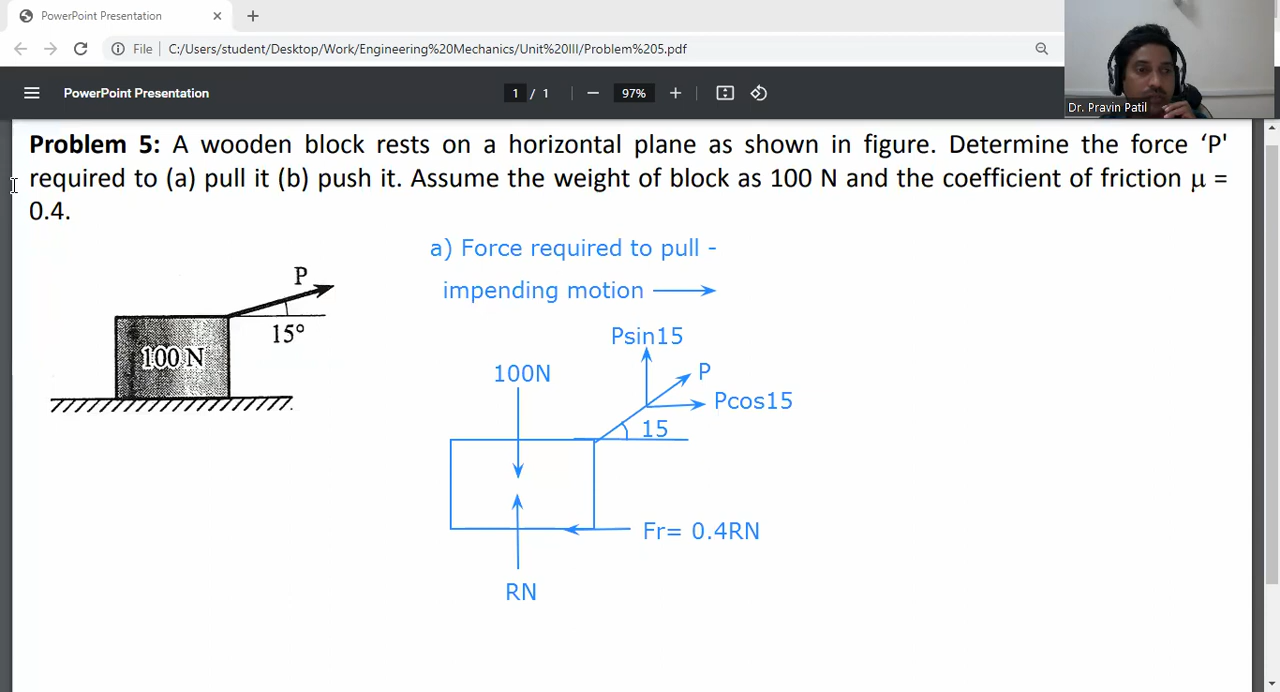 PowerPoint Presentation
File
C:/Users/student/Desktop/Work/Engineering%20Mechanics/Unit%20III/Problem%205.pdf
PowerPoint Presentation
1 / 1
97%
Dr. Pravin Patil
Problem 5: A wooden block rests on a horizontal plane as shown in figure. Determine the force ‘P'
required to (a) pull it (b) push it. Assume the weight of block as 100 N and the coefficient of friction μ =
0.4.
P
15°
100 N
a) Force required to pull -
impending motion
Psin15
100N
P
Pcos15
15
Fr= 0.4RN
RN